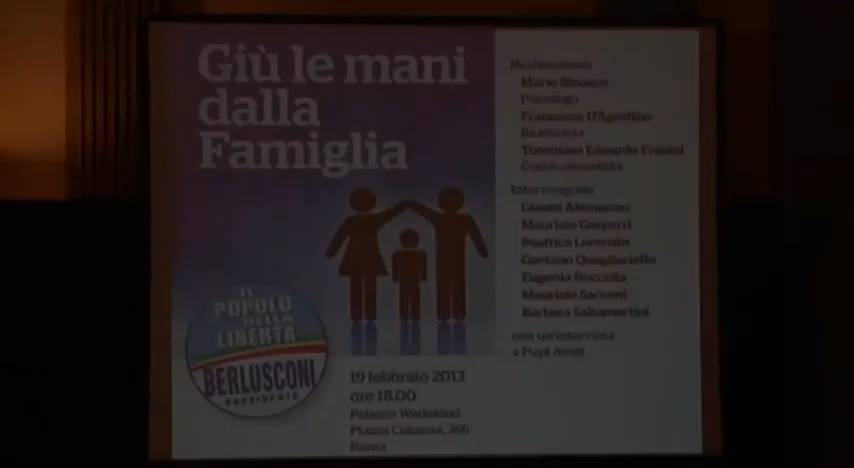 Giù le mani
dalla
Famiglia
IL
POPOLO
DELLA
LIBERTÀ
BERLUSCONI
PRESIDENTE
19 febbraio 2013
ore 18.00
Palazzo Wedekind
Piazza Colonna, 366
Roma
Ne discutono
Mario Binasco
Psicologo
Francesco D'Agostino
Bioeticista
Tommaso Edoardo Frosini
Costituzionalista
Intervengono
Gianni Alemanno
Maurizio Gasparri
Beatrice Lorenzin
Gaetano Quagliariello
Eugenia Roccella
Maurizio Sacconi
Barbara Saltamartini
con un'intervista
a Pupi Avati